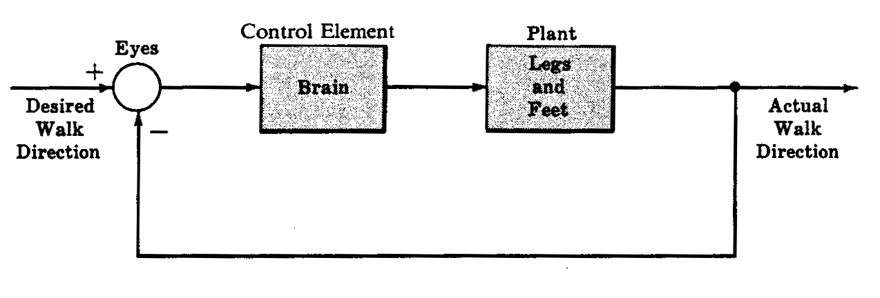 Control Element
Plant
Eyes
+
Brain
Legs
and
Feet
Desired
Walk
Direction
−
Actual
Walk
Direction